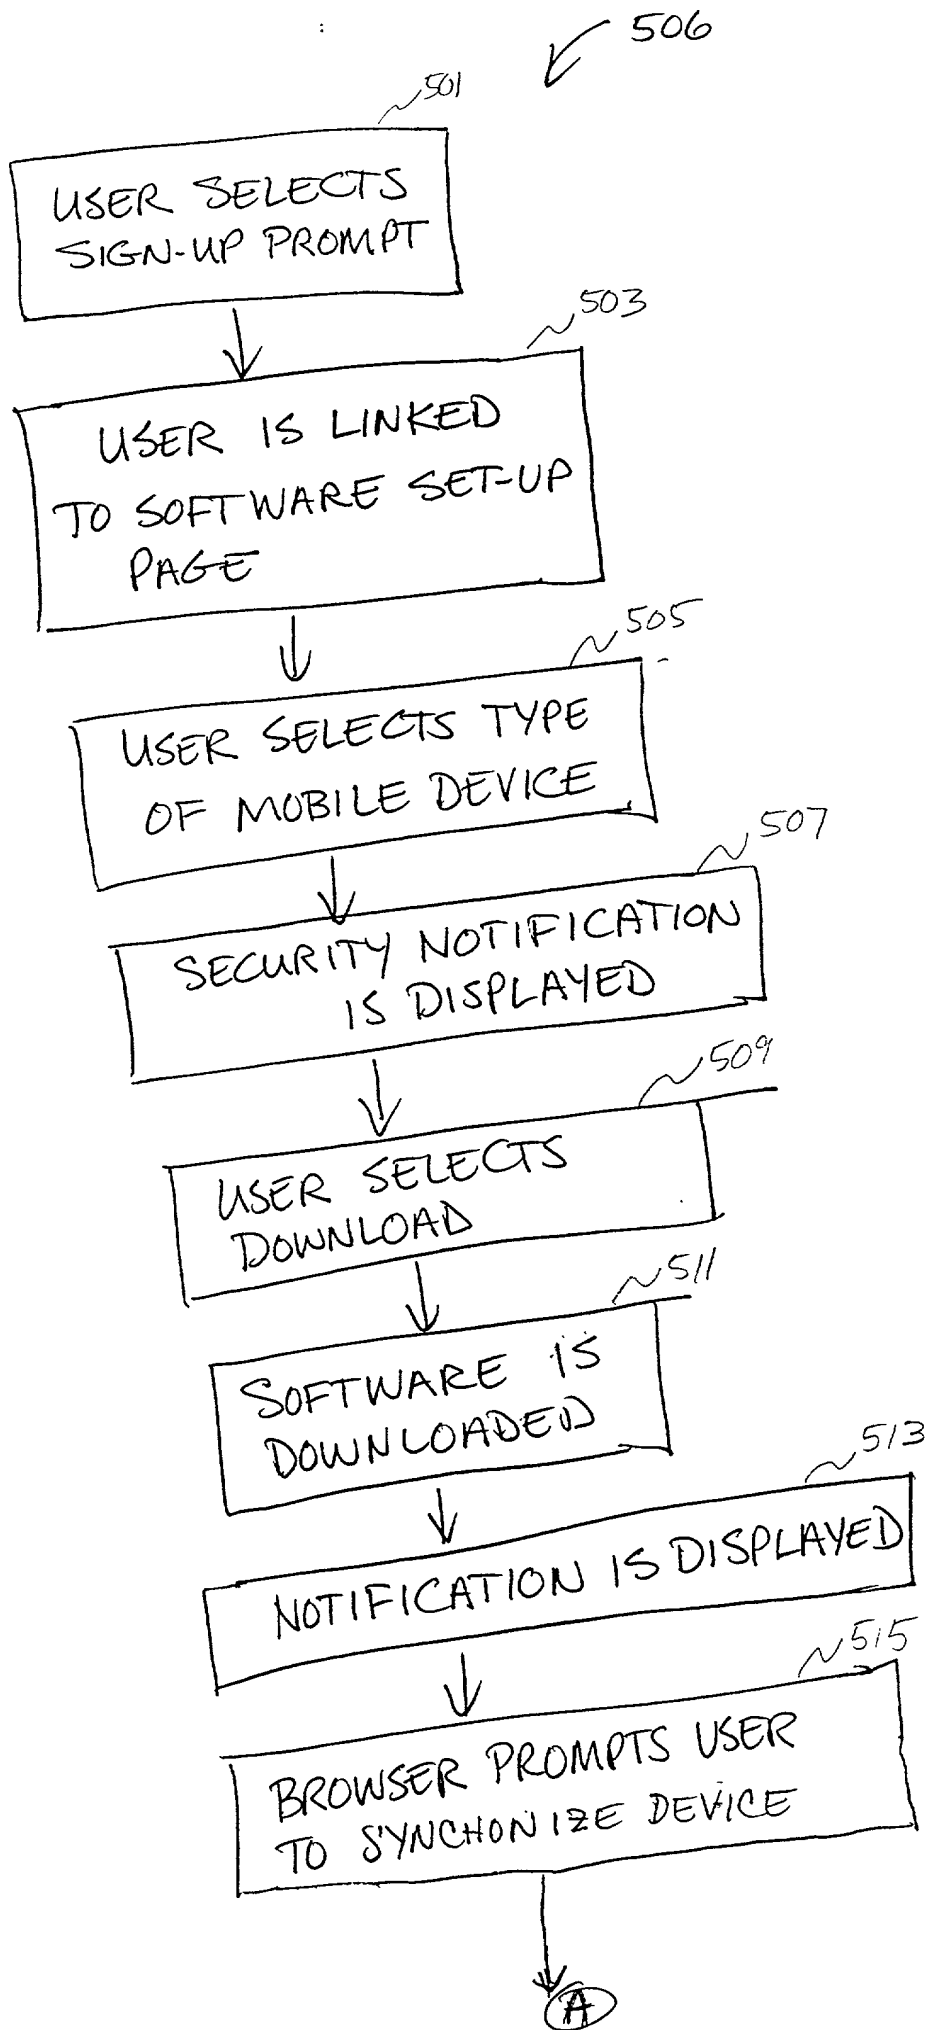 506
501
USER SELECTS
SIGN-UP PROMPT
503
USER IS LINKED
TO SOFTWARE SET-UP
PAGE
505
USER SELECTS TYPE
OF MOBILE DEVICE
507
SECURITY NOTIFICATION
IS DISPLAYED
509
USER SELECTS
DOWNLOAD
511
SOFTWARE IS
DOWNLOADED
513
NOTIFICATION IS DISPLAYED
515
BROWSER PROMPTS USER
TO SYNCHONIZE DEVICE
A